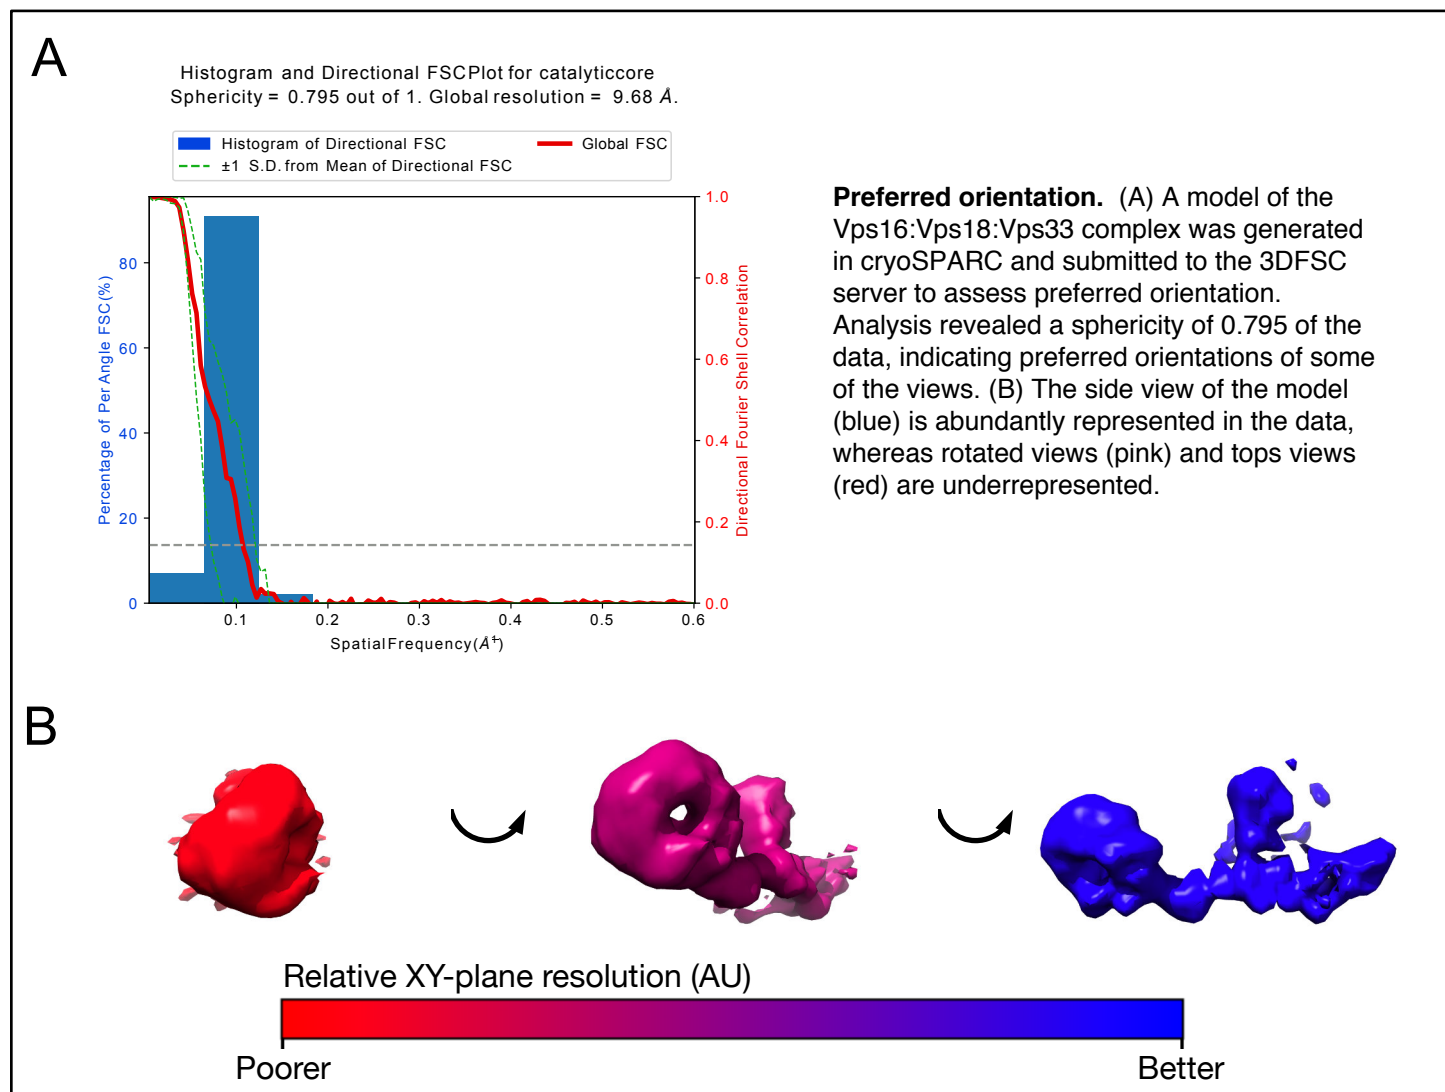 A
Histogram and Directional FSCPlot for catalyticcore
Sphericity = 0.795 out of 1. Global resolution = 9.68 Å.
Histogram of Directional FSC
Global FSC
±1 S.D. from Mean of Directional FSC
Percentage of Per Angle FSC(%)
80
60
40
20
0
1.0
0.8
0.6
0.4
0.2
0.0
Directional Fourier Shell Correlation
0.1 0.2 0.3 0.4 0.5 0.6
SpatialFrequency(Å⁻¹)
Preferred orientation. (A) A model of the
Vps16:Vps18:Vps33 complex was generated
in cryoSPARC and submitted to the 3DFSC
server to assess preferred orientation.
Analysis revealed a sphericity of 0.795 of the
data, indicating preferred orientations of some
of the views. (B) The side view of the model
(blue) is abundantly represented in the data,
whereas rotated views (pink) and tops views
(red) are underrepresented.
B
Relative XY-plane resolution (AU)
Poorer
Better